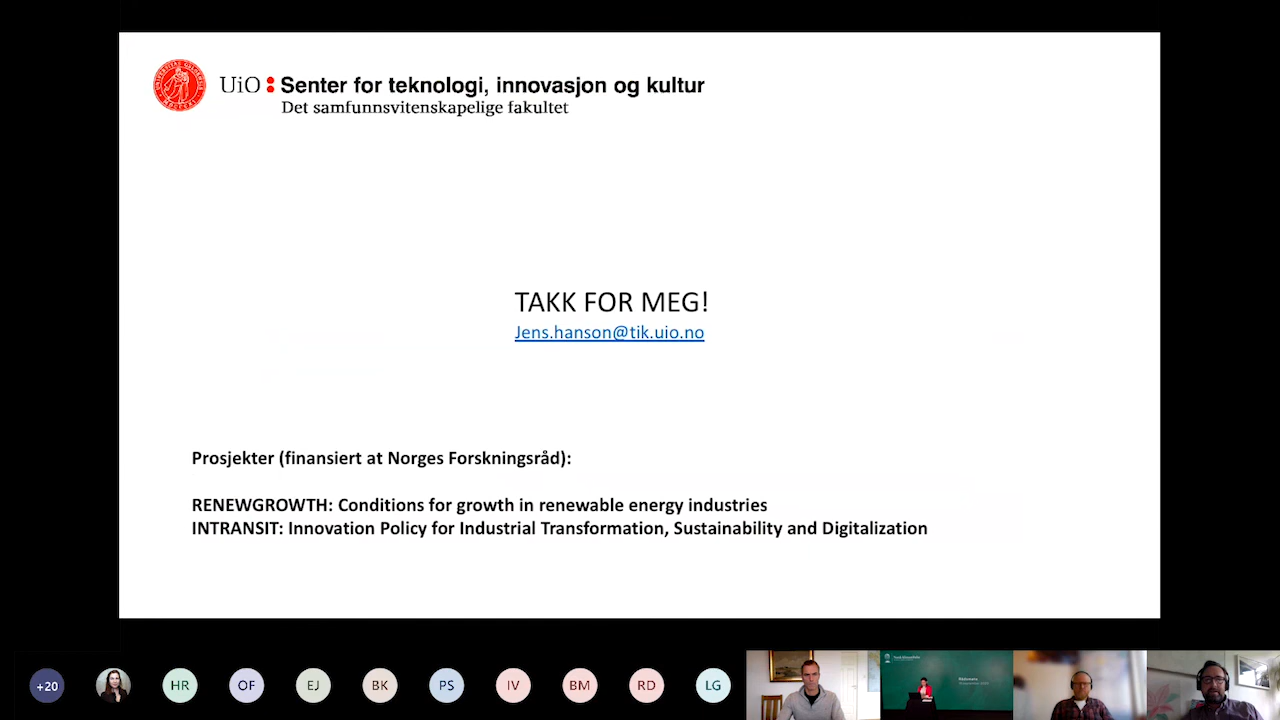 UiO : Senter for teknologi, innovasjon og kultur
Det samfunnsvitenskapelige fakultet
TAKK FOR MEG!
Jens.hanson@tik.uio.no
Prosjekter (finansiert at Norges Forskningsråd):
RENEWGROWTH: Conditions for growth in renewable energy industries
INTRANSIT: Innovation Policy for Industrial Transformation, Sustainability and Digitalization
+20
HR
OF
EJ
BK
PS
IV
BM
RD
LG